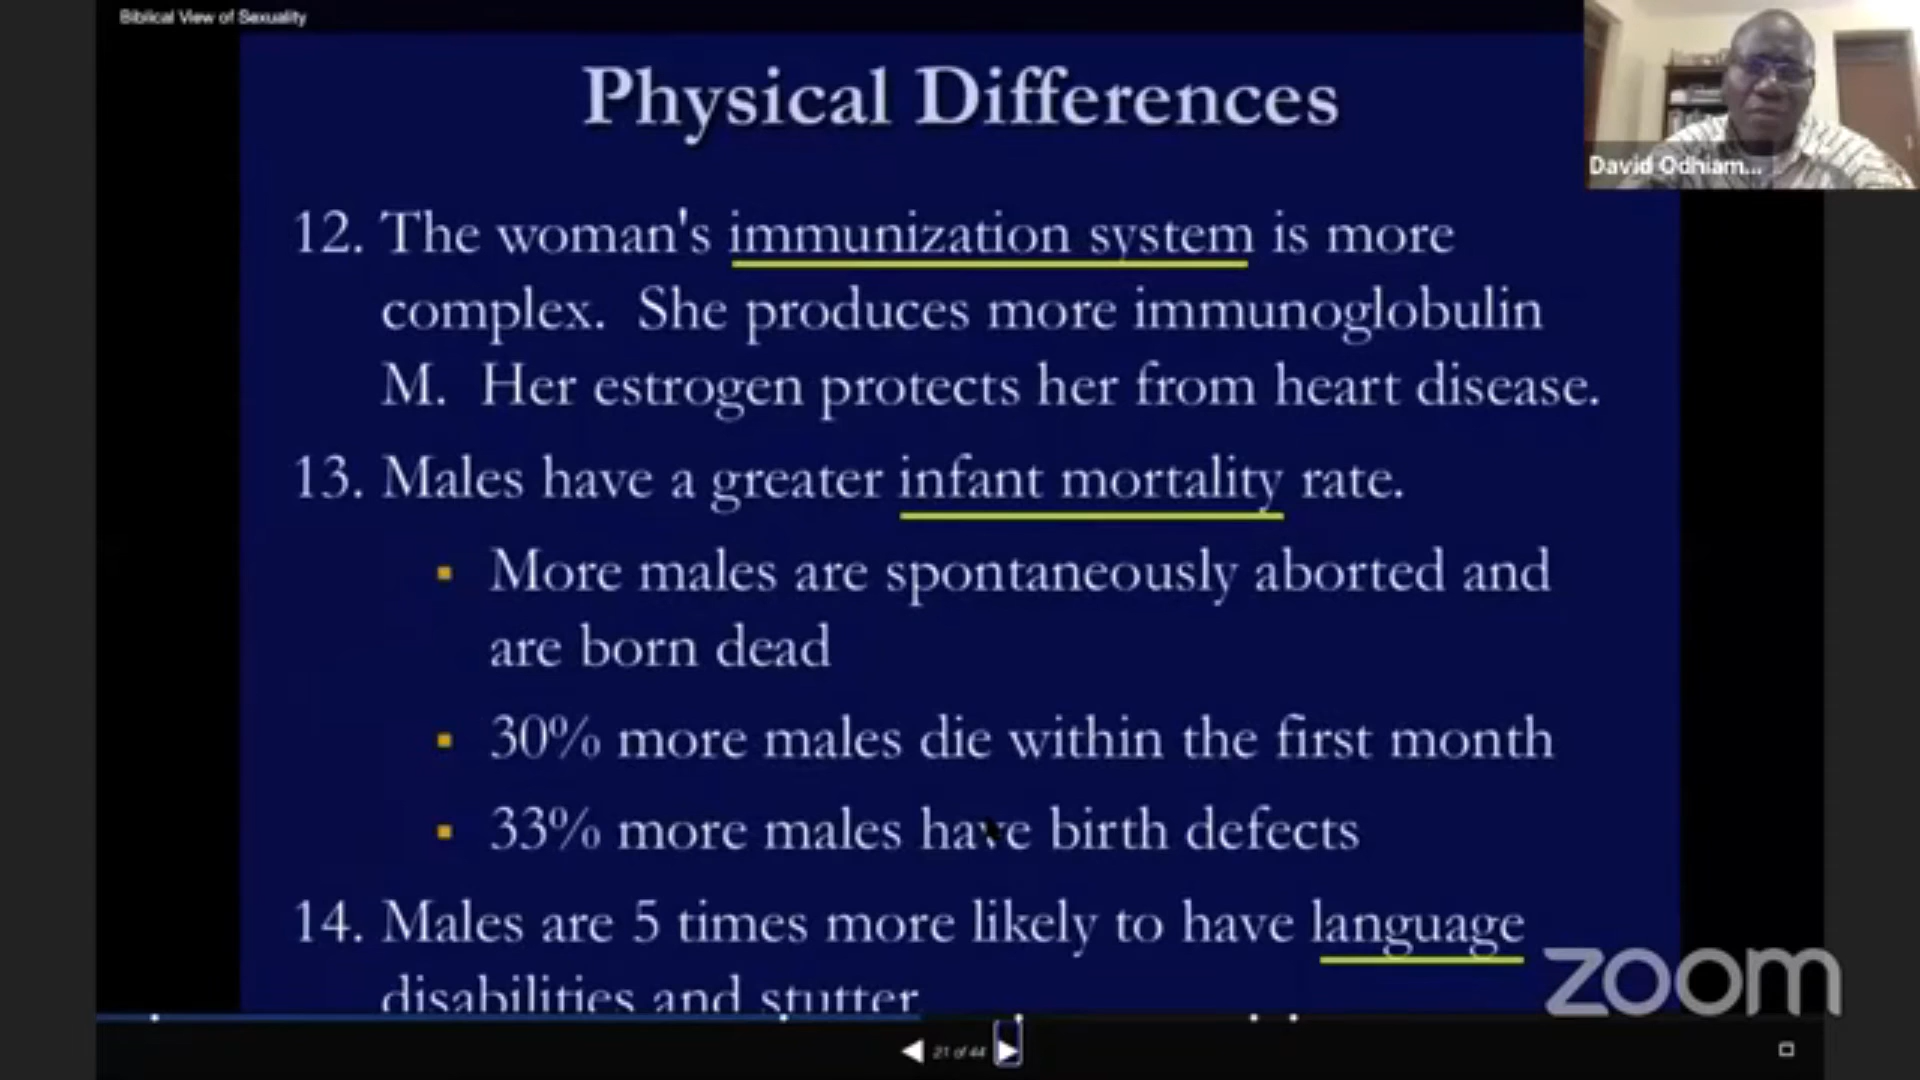 Biblical View of Sexuality
Physical Differences
David Odhiam...
12. The woman's immunization system is more
complex. She produces more immunoglobulin
M. Her estrogen protects her from heart disease.
13. Males have a greater infant mortality rate.
▪ More males are spontaneously aborted and
are born dead
▪ 30% more males die within the first month
▪ 33% more males have birth defects
14. Males are 5 times more likely to have language
disabilities and stutter
zoom
21 of 44